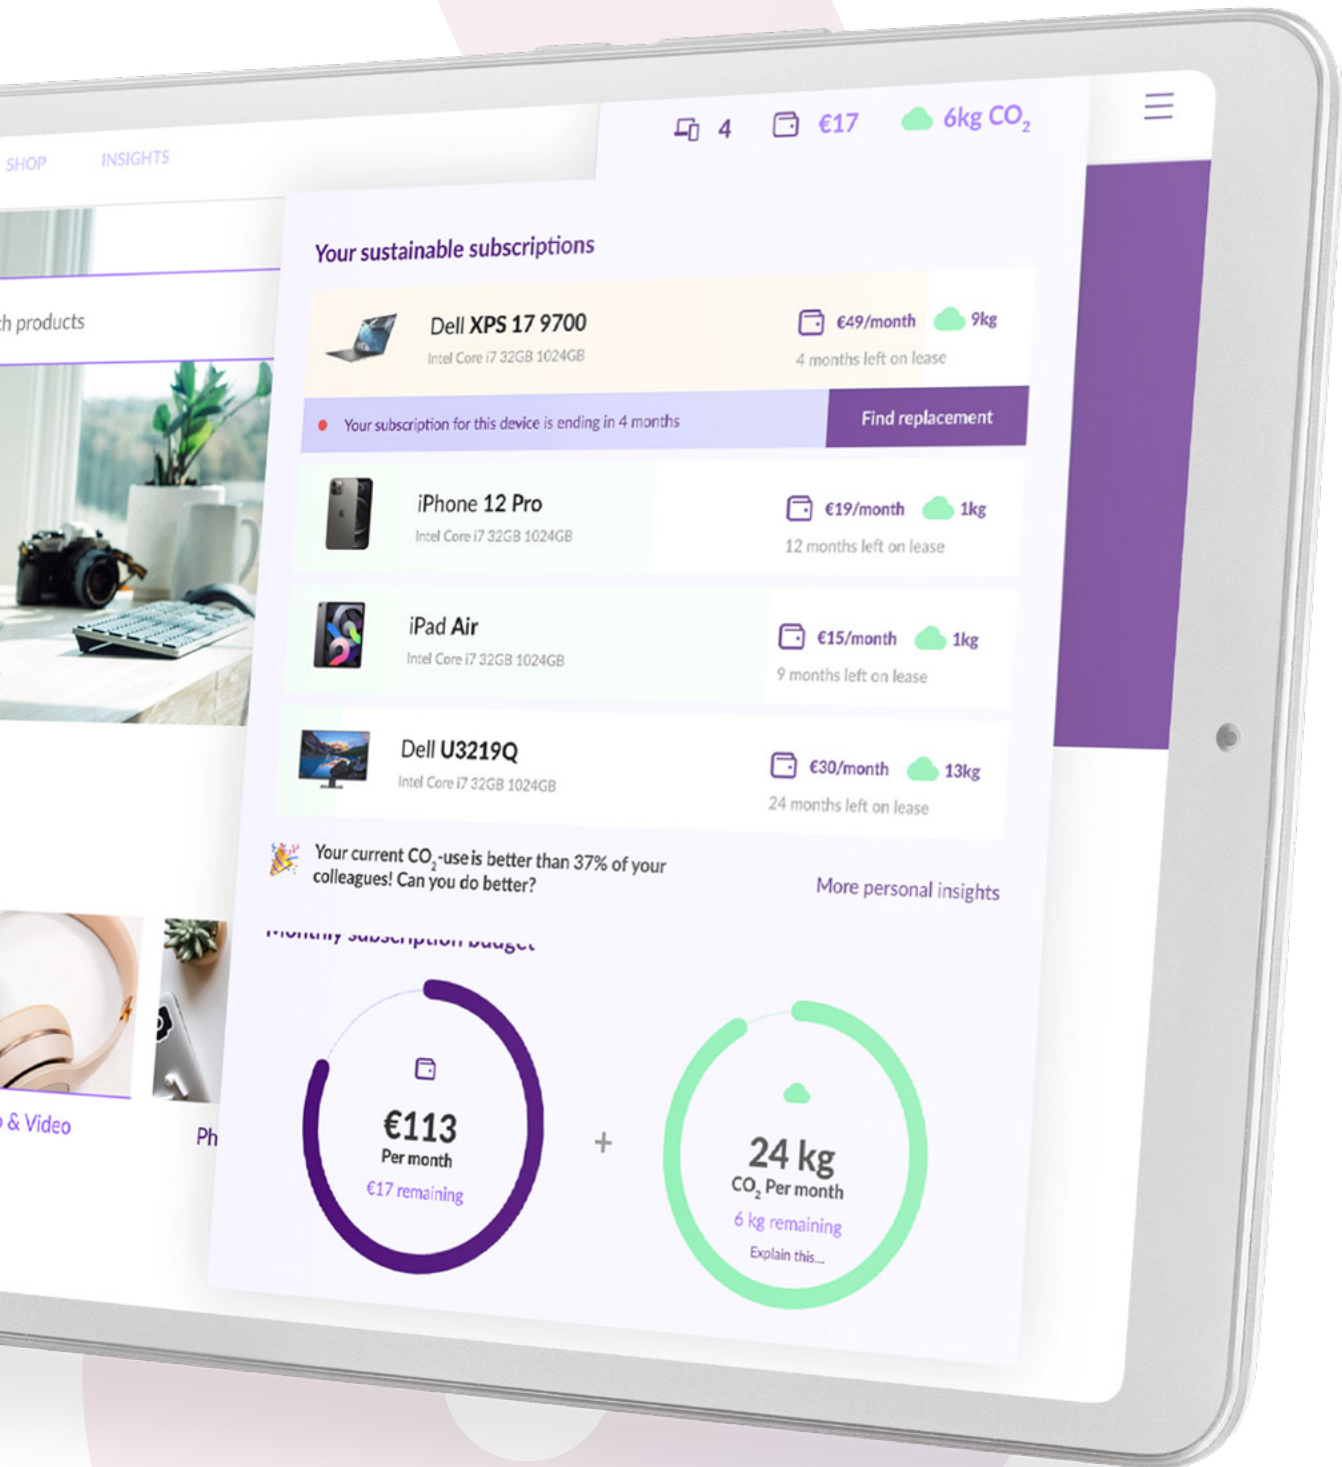 SHOP INSIGHTS
4 €17 6kg CO₂
Your sustainable subscriptions
h products
Dell XPS 17 9700
Intel Core i7 32GB 1024GB
€49/month 9kg
4 months left on lease
Your subscription for this device is ending in 4 months
Find replacement
iPhone 12 Pro
Intel Core i7 32GB 1024GB
€19/month 1kg
12 months left on lease
iPad Air
Intel Core i7 32GB 1024GB
€15/month 1kg
9 months left on lease
Dell U3219Q
Intel Core i7 32GB 1024GB
€30/month 13kg
24 months left on lease
Your current CO₂-use is better than 37% of your
colleagues! Can you do better?
More personal insights
Monthly subscription budget
€113
Per month
€17 remaining
+
24 kg
CO₂ Per month
6 kg remaining
Explain this...
& Video
Ph